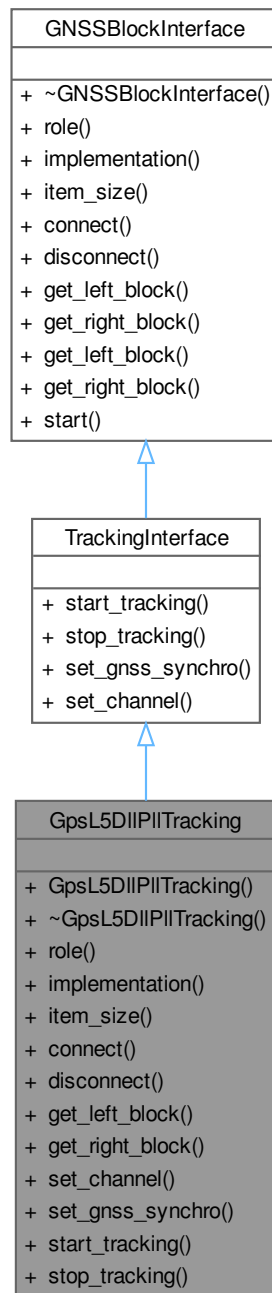 GNSSBlockInterface
+ ~GNSSBlockInterface()
+ role()
+ implementation()
+ item_size()
+ connect()
+ disconnect()
+ get_left_block()
+ get_right_block()
+ get_left_block()
+ get_right_block()
+ start()
TrackingInterface
+ start_tracking()
+ stop_tracking()
+ set_gnss_synchro()
+ set_channel()
GpsL5DllPllTracking
+ GpsL5DllPllTracking()
+ ~GpsL5DllPllTracking()
+ role()
+ implementation()
+ item_size()
+ connect()
+ disconnect()
+ get_left_block()
+ get_right_block()
+ set_channel()
+ set_gnss_synchro()
+ start_tracking()
+ stop_tracking()